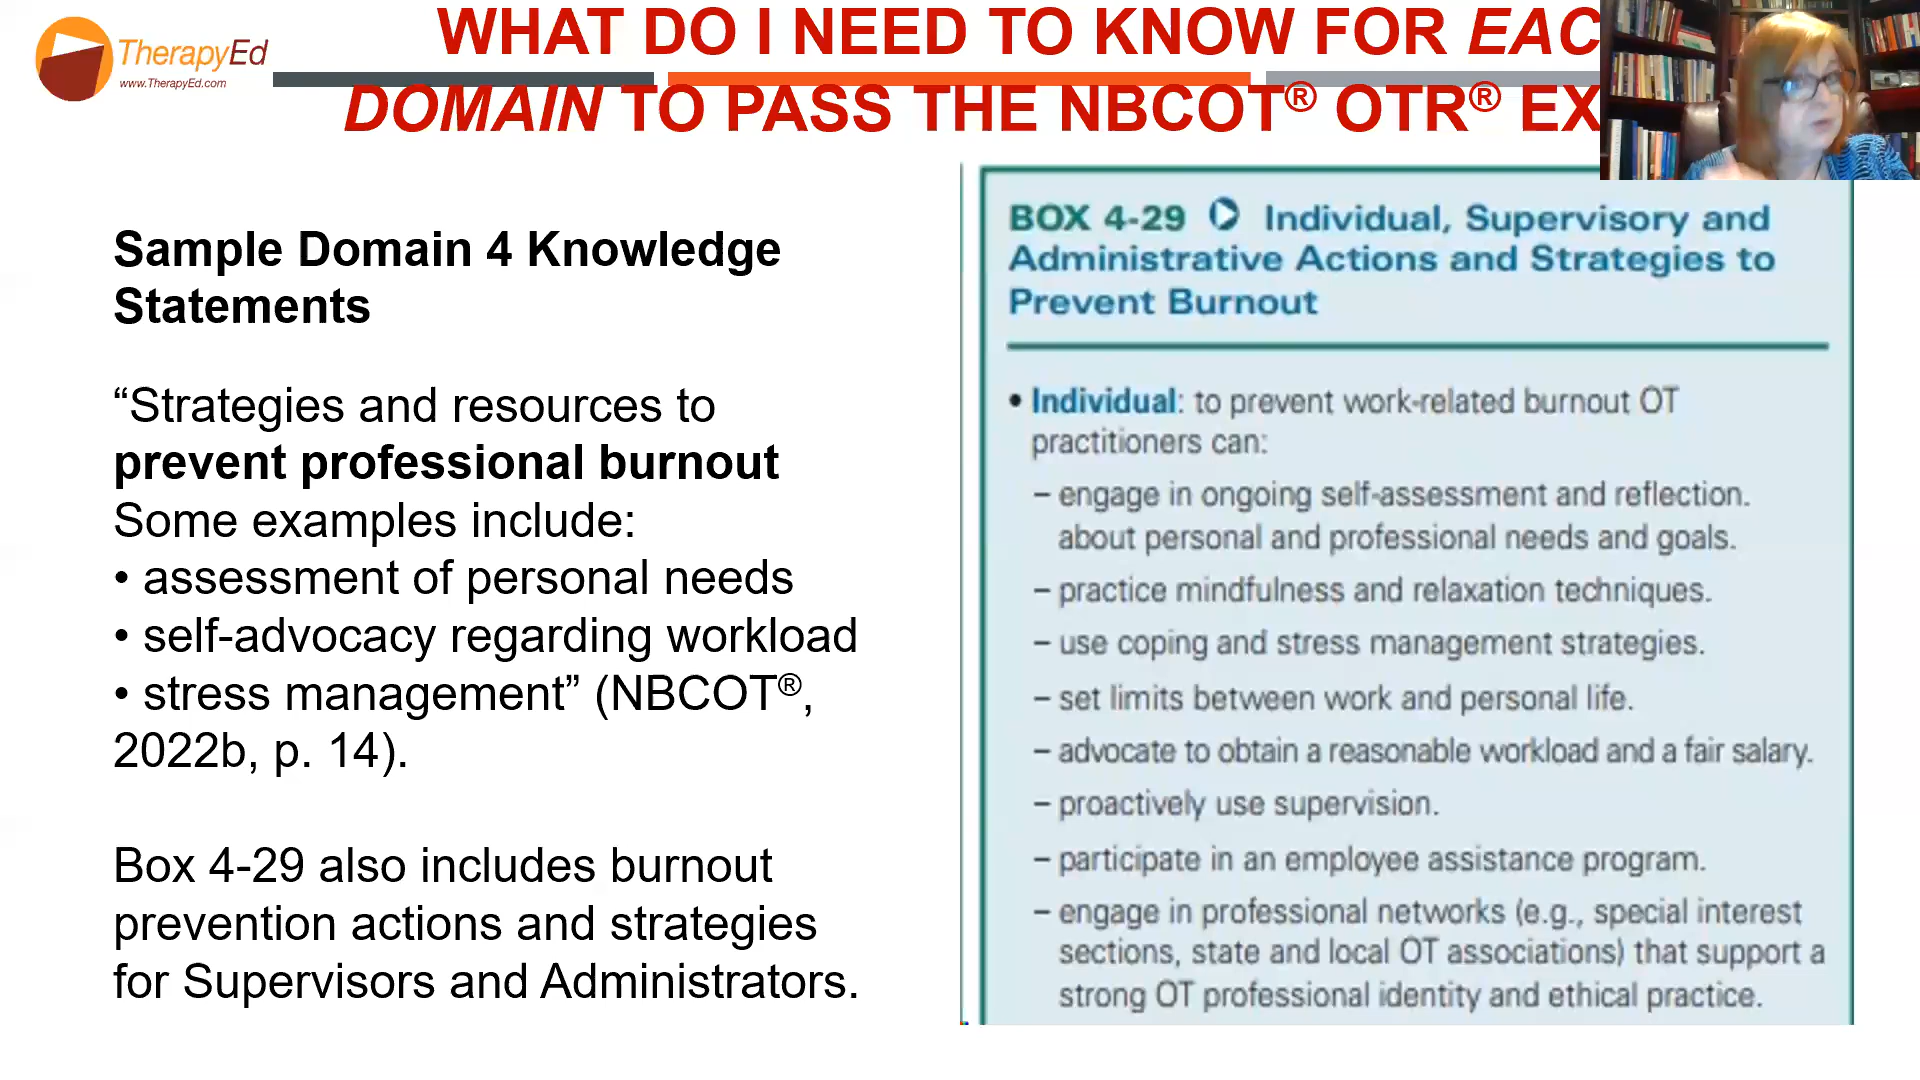 TherapyEd
www.TherapyEd.com
WHAT DO I NEED TO KNOW FOR EAC
DOMAIN TO PASS THE NBCOT® OTR® EX
Sample Domain 4 Knowledge
Statements
“Strategies and resources to
prevent professional burnout
Some examples include:
• assessment of personal needs
• self-advocacy regarding workload
• stress management” (NBCOT®,
2022b, p. 14).
Box 4-29 also includes burnout
prevention actions and strategies
for Supervisors and Administrators.
BOX 4-29 Individual, Supervisory and
Administrative Actions and Strategies to
Prevent Burnout
• Individual: to prevent work-related burnout OT
practitioners can:
– engage in ongoing self-assessment and reflection.
about personal and professional needs and goals.
– practice mindfulness and relaxation techniques.
– use coping and stress management strategies.
– set limits between work and personal life.
– advocate to obtain a reasonable workload and a fair salary.
– proactively use supervision.
– participate in an employee assistance program.
– engage in professional networks (e.g., special interest
sections, state and local OT associations) that support a
strong OT professional identity and ethical practice.